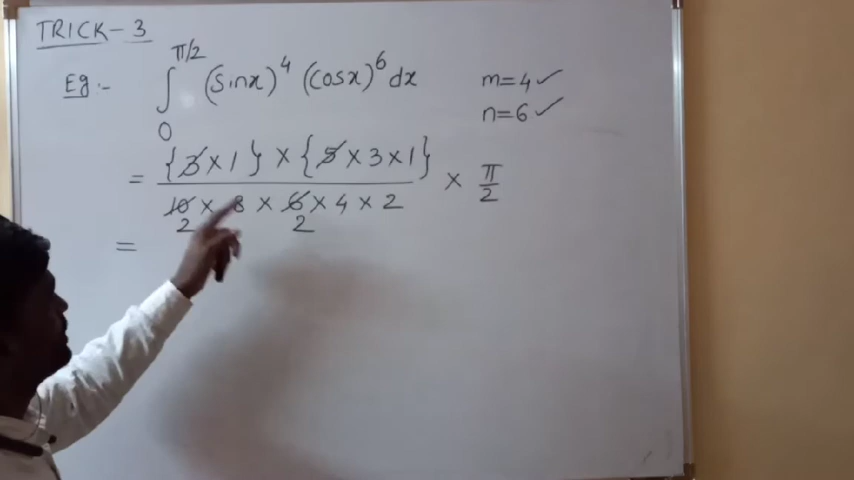 TRICK - 3
Eg :- ∫₀^π/2 (Sinx)⁴ (Cosx)⁶ dx m=4 ✓
n=6 ✓
= {3×1} × {5×3×1} / 10 × 8 × 6 × 4 × 2 × π/2
2 2
=